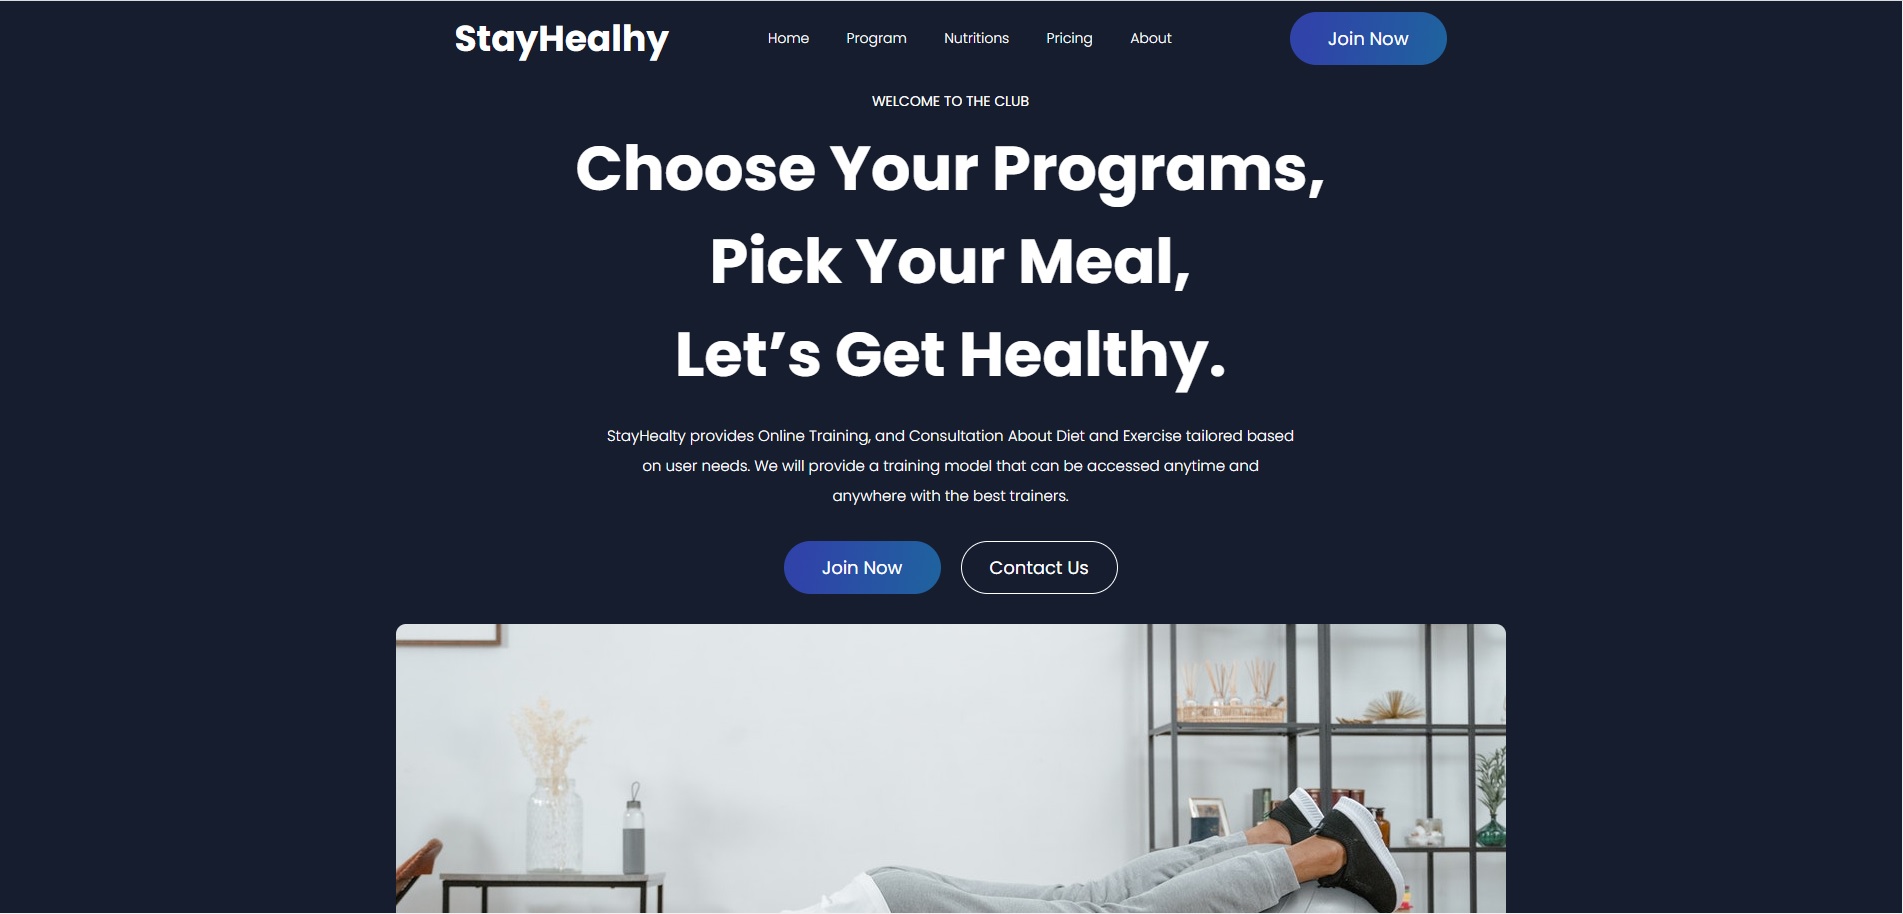 StayHealhy
Home Program Nutritions Pricing About
Join Now
WELCOME TO THE CLUB
Choose Your Programs,
Pick Your Meal,
Let’s Get Healthy.
StayHealty provides Online Training, and Consultation About Diet and Exercise tailored based
on user needs. We will provide a training model that can be accessed anytime and
anywhere with the best trainers.
Join Now Contact Us